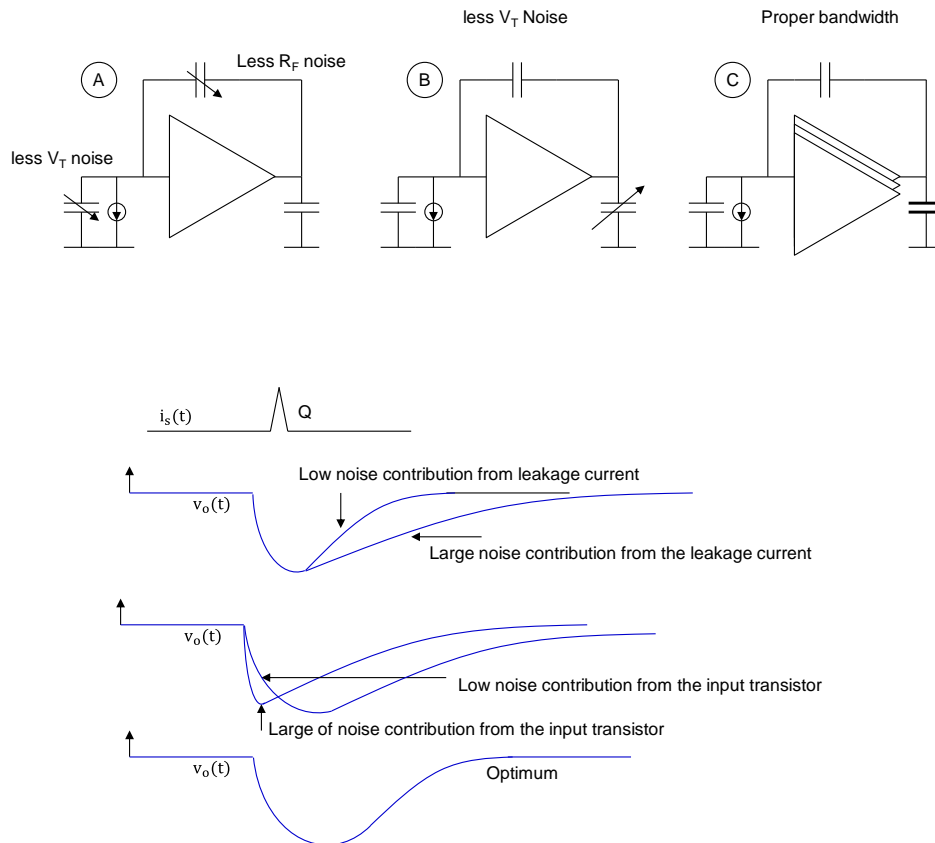 less V_T Noise
Proper bandwidth
A
Less R_F noise
B
C
less V_T noise
i_s(t)
Q
Low noise contribution from leakage current
v_o(t)
Large noise contribution from the leakage current
v_o(t)
Low noise contribution from the input transistor
Large of noise contribution from the input transistor
v_o(t)
Optimum